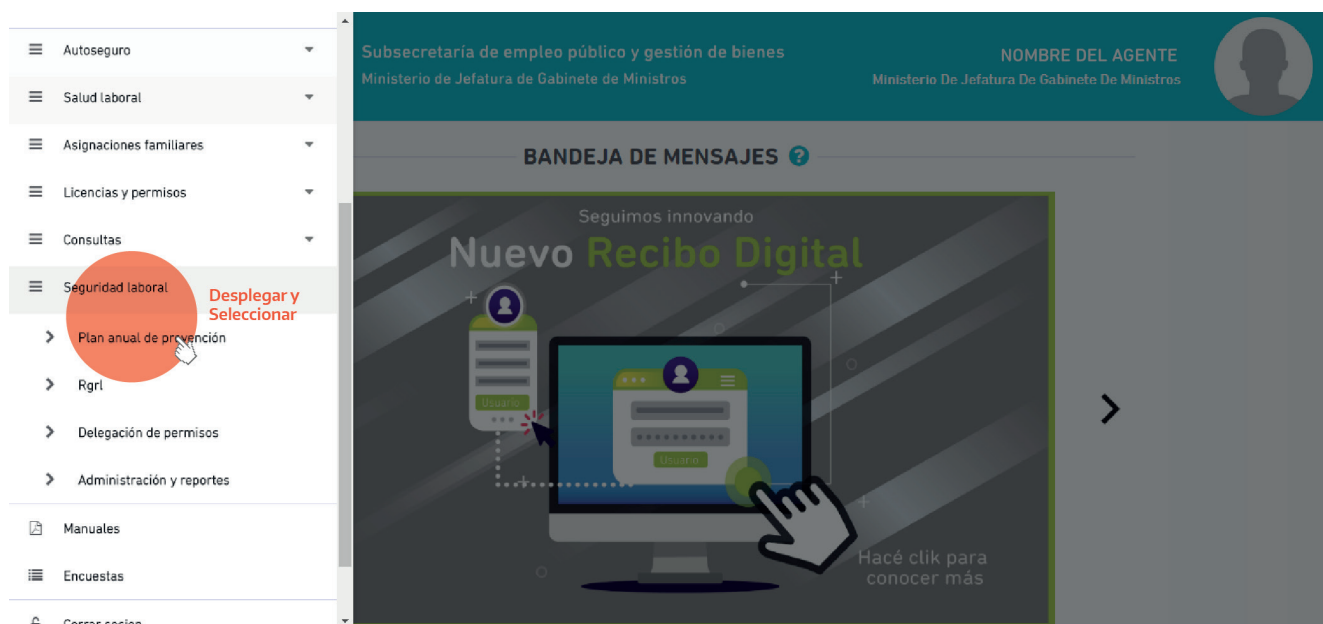 Autoseguro
Salud laboral
Asignaciones familiares
Licencias y permisos
Consultas
Seguridad laboral
Desplegar y
Seleccionar
Plan anual de prevención
Rgrl
Delegación de permisos
Administración y reportes
Manuales
Encuestas
Cerrar sesion
Subsecretaría de empleo público y gestión de bienes
Ministerio de Jefatura de Gabinete de Ministros
NOMBRE DEL AGENTE
Ministerio De Jefatura De Gabinete De Ministros
BANDEJA DE MENSAJES ?
Seguimos innovando
Nuevo Recibo Digital
Usuario
Usuario
Hacé clik para
conocer más